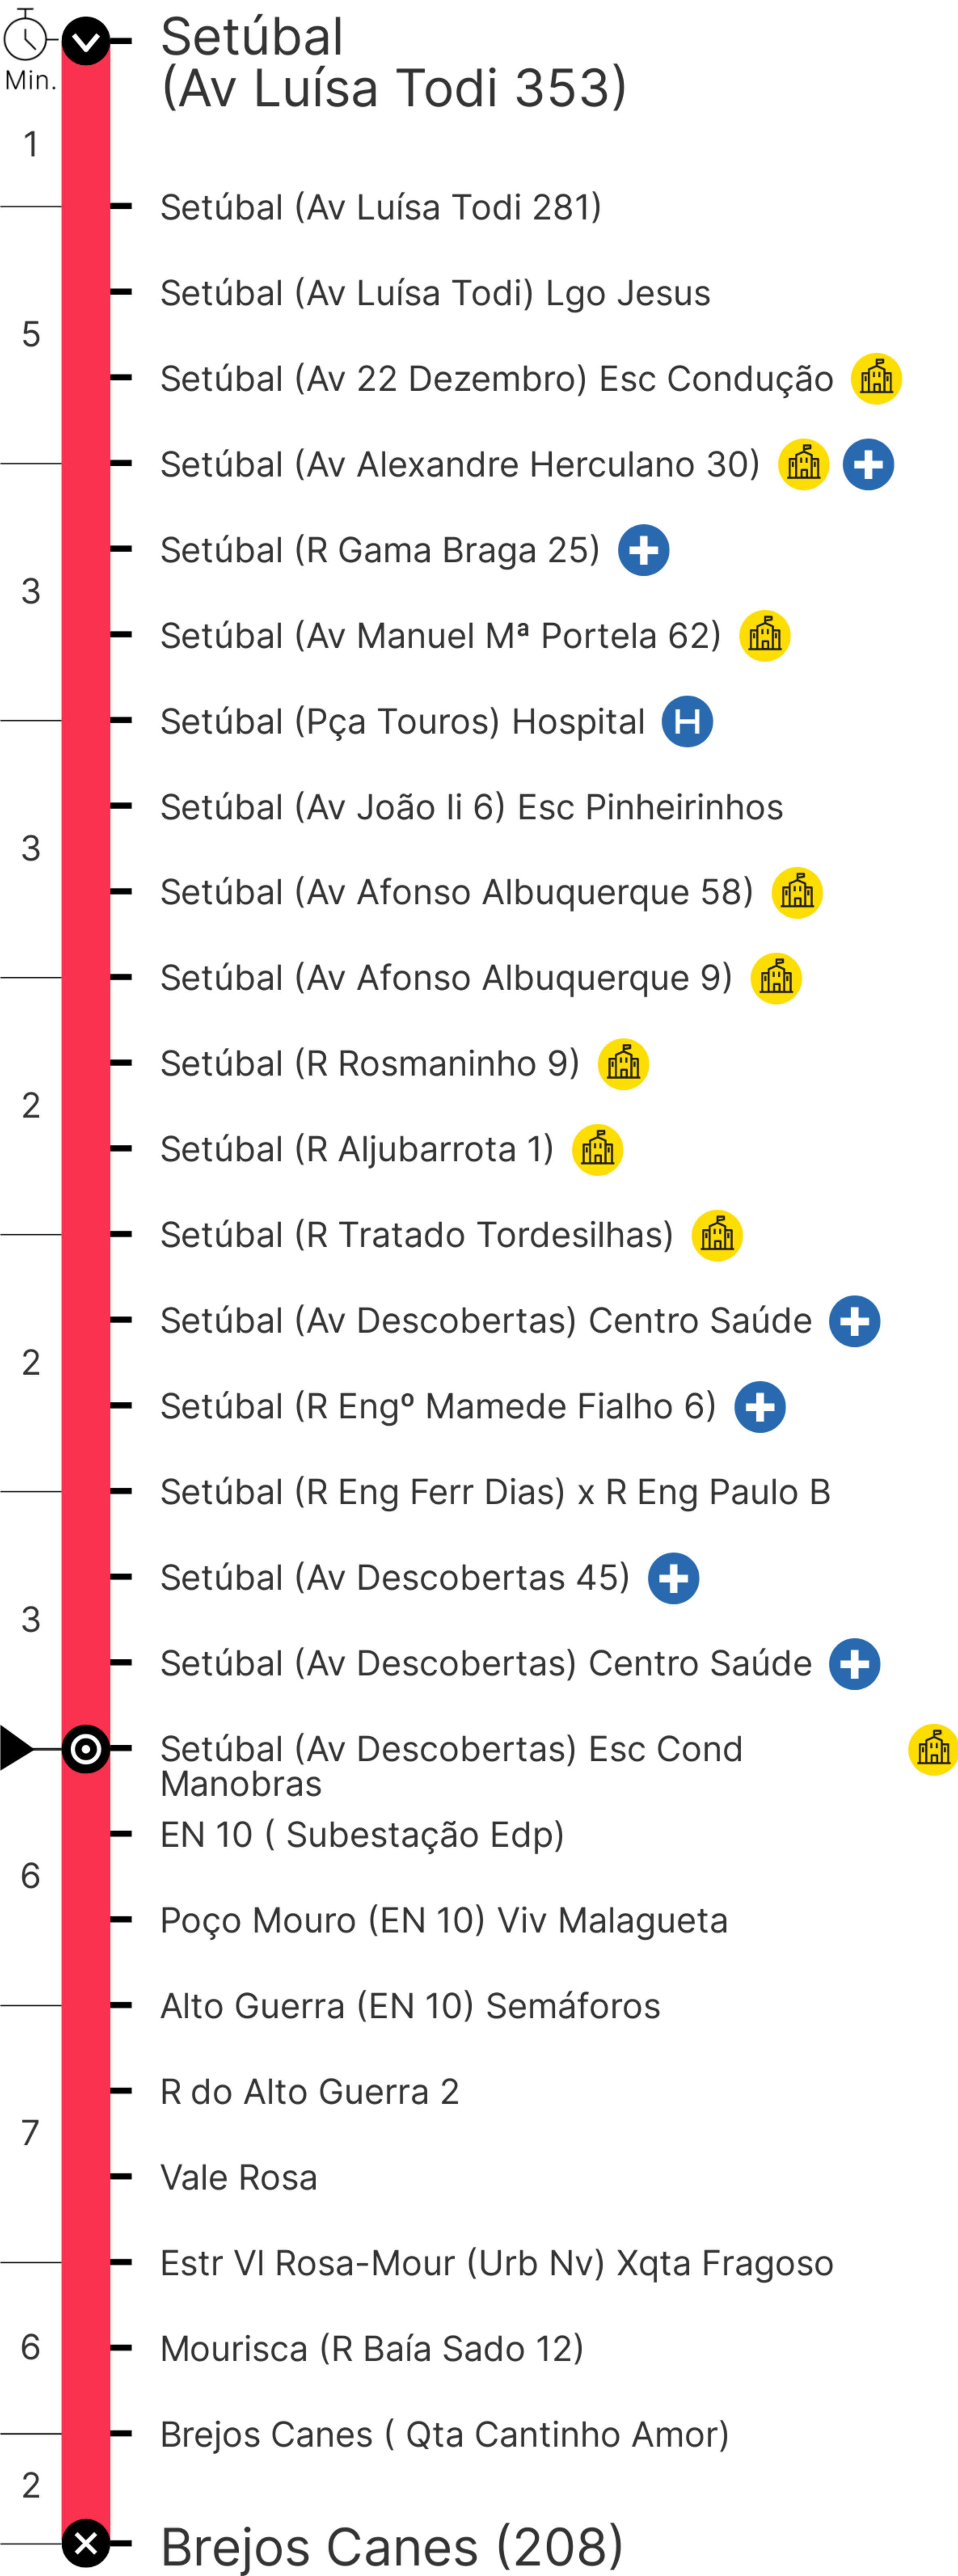 Setúbal
(Av Luísa Todi 353)
Min.
1
Setúbal (Av Luísa Todi 281)
Setúbal (Av Luísa Todi) Lgo Jesus
5
Setúbal (Av 22 Dezembro) Esc Condução
Setúbal (Av Alexandre Herculano 30)
Setúbal (R Gama Braga 25)
3
Setúbal (Av Manuel Mª Portela 62)
Setúbal (Pça Touros) Hospital H
Setúbal (Av João Ii 6) Esc Pinheirinhos
3
Setúbal (Av Afonso Albuquerque 58)
Setúbal (Av Afonso Albuquerque 9)
Setúbal (R Rosmaninho 9)
2
Setúbal (R Aljubarrota 1)
Setúbal (R Tratado Tordesilhas)
Setúbal (Av Descobertas) Centro Saúde
2
Setúbal (R Engº Mamede Fialho 6)
Setúbal (R Eng Ferr Dias) x R Eng Paulo B
Setúbal (Av Descobertas 45)
3
Setúbal (Av Descobertas) Centro Saúde
Setúbal (Av Descobertas) Esc Cond
Manobras
EN 10 ( Subestação Edp)
6
Poço Mouro (EN 10) Viv Malagueta
Alto Guerra (EN 10) Semáforos
R do Alto Guerra 2
7
Vale Rosa
Estr Vl Rosa-Mour (Urb Nv) Xqta Fragoso
6
Mourisca (R Baía Sado 12)
Brejos Canes ( Qta Cantinho Amor)
2
Brejos Canes (208)